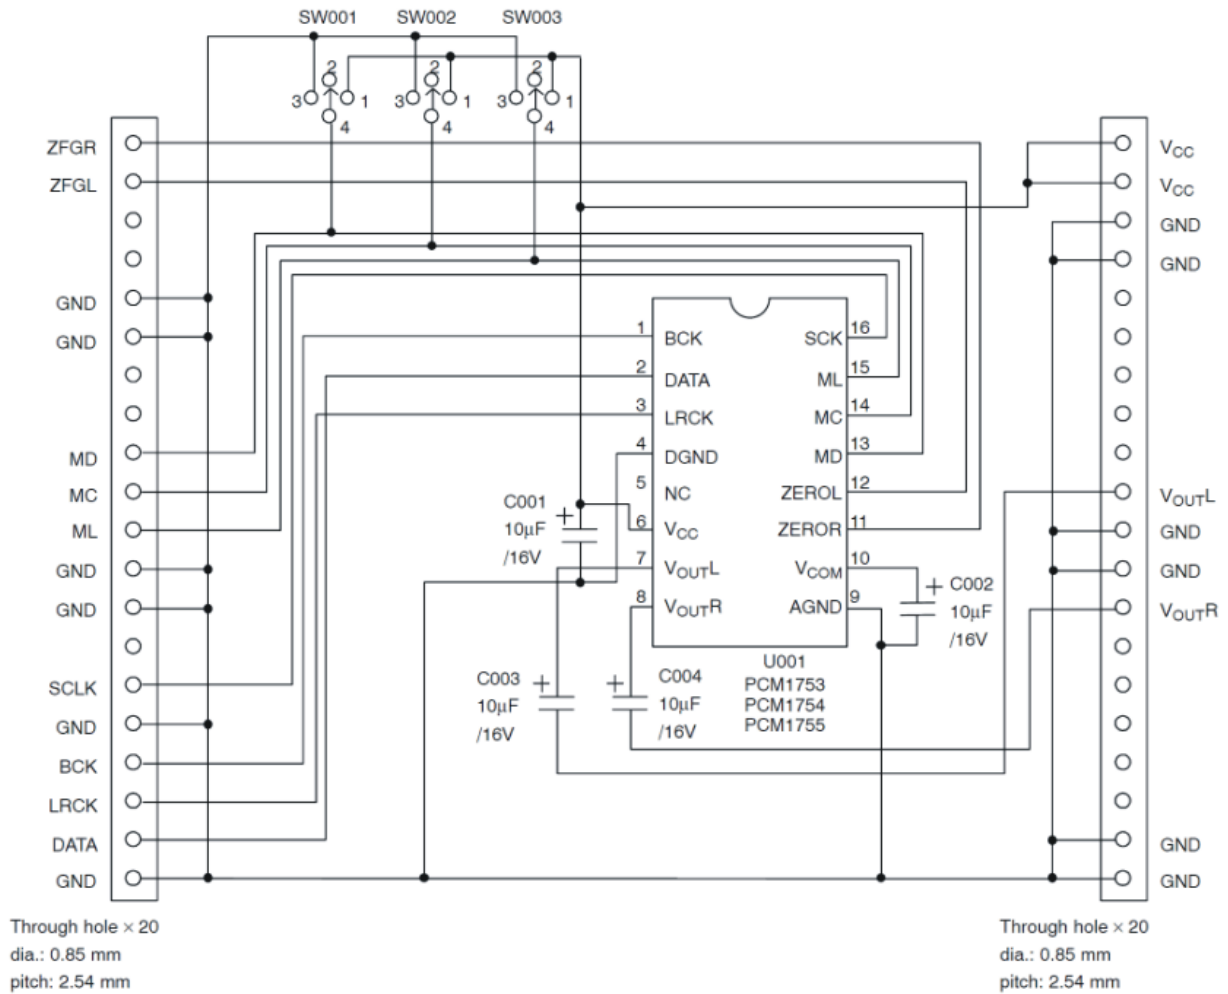 SW001 SW002 SW003
2 2 2
3 1 3 1 3 1
4 4 4
ZFGR
ZFGL
GND
GND
MD
MC
ML
GND
GND
SCLK
GND
BCK
LRCK
DATA
GND
Through hole × 20
dia.: 0.85 mm
pitch: 2.54 mm
1 BCK
2 DATA
3 LRCK
4 DGND
5 NC
6 VCC
7 VOUTL
8 VOUTR
SCK 16
ML 15
MC 14
MD 13
ZEROL 12
ZEROR 11
VCOM 10
AGND 9
U001
PCM1753
PCM1754
PCM1755
C001
+
10µF
/16V
C002
+
10µF
/16V
C003
+
10µF
/16V
C004
+
10µF
/16V
VCC
VCC
GND
GND
VOUTL
GND
GND
VOUTR
GND
GND
Through hole × 20
dia.: 0.85 mm
pitch: 2.54 mm